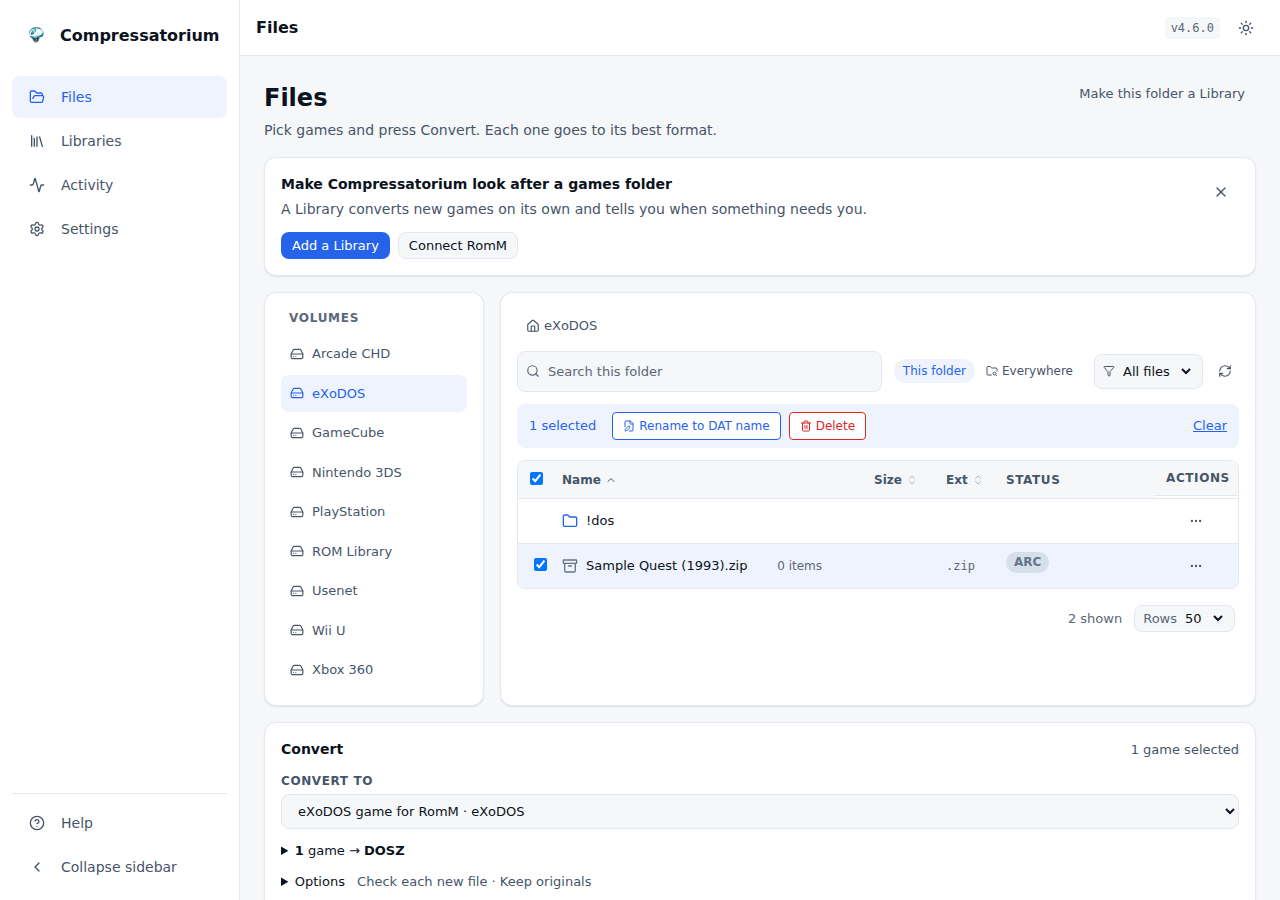 Compressatorium
Files
Libraries
Activity
Settings
Help
Collapse sidebar
Files
v4.6.0
Files
Make this folder a Library
Pick games and press Convert. Each one goes to its best format.
Make Compressatorium look after a games folder
A Library converts new games on its own and tells you when something needs you.
Add a Library
Connect RomM
VOLUMES
Arcade CHD
eXoDOS
GameCube
Nintendo 3DS
PlayStation
ROM Library
Usenet
Wii U
Xbox 360
eXoDOS
Search this folder
This folder
Everywhere
All files
1 selected
Rename to DAT name
Delete
Clear
Name
Size
Ext
STATUS
ACTIONS
!dos
Sample Quest (1993).zip
0 items
.zip
ARC
2 shown
Rows 50
Convert
1 game selected
CONVERT TO
eXoDOS game for RomM · eXoDOS
1 game → DOSZ
Options Check each new file · Keep originals